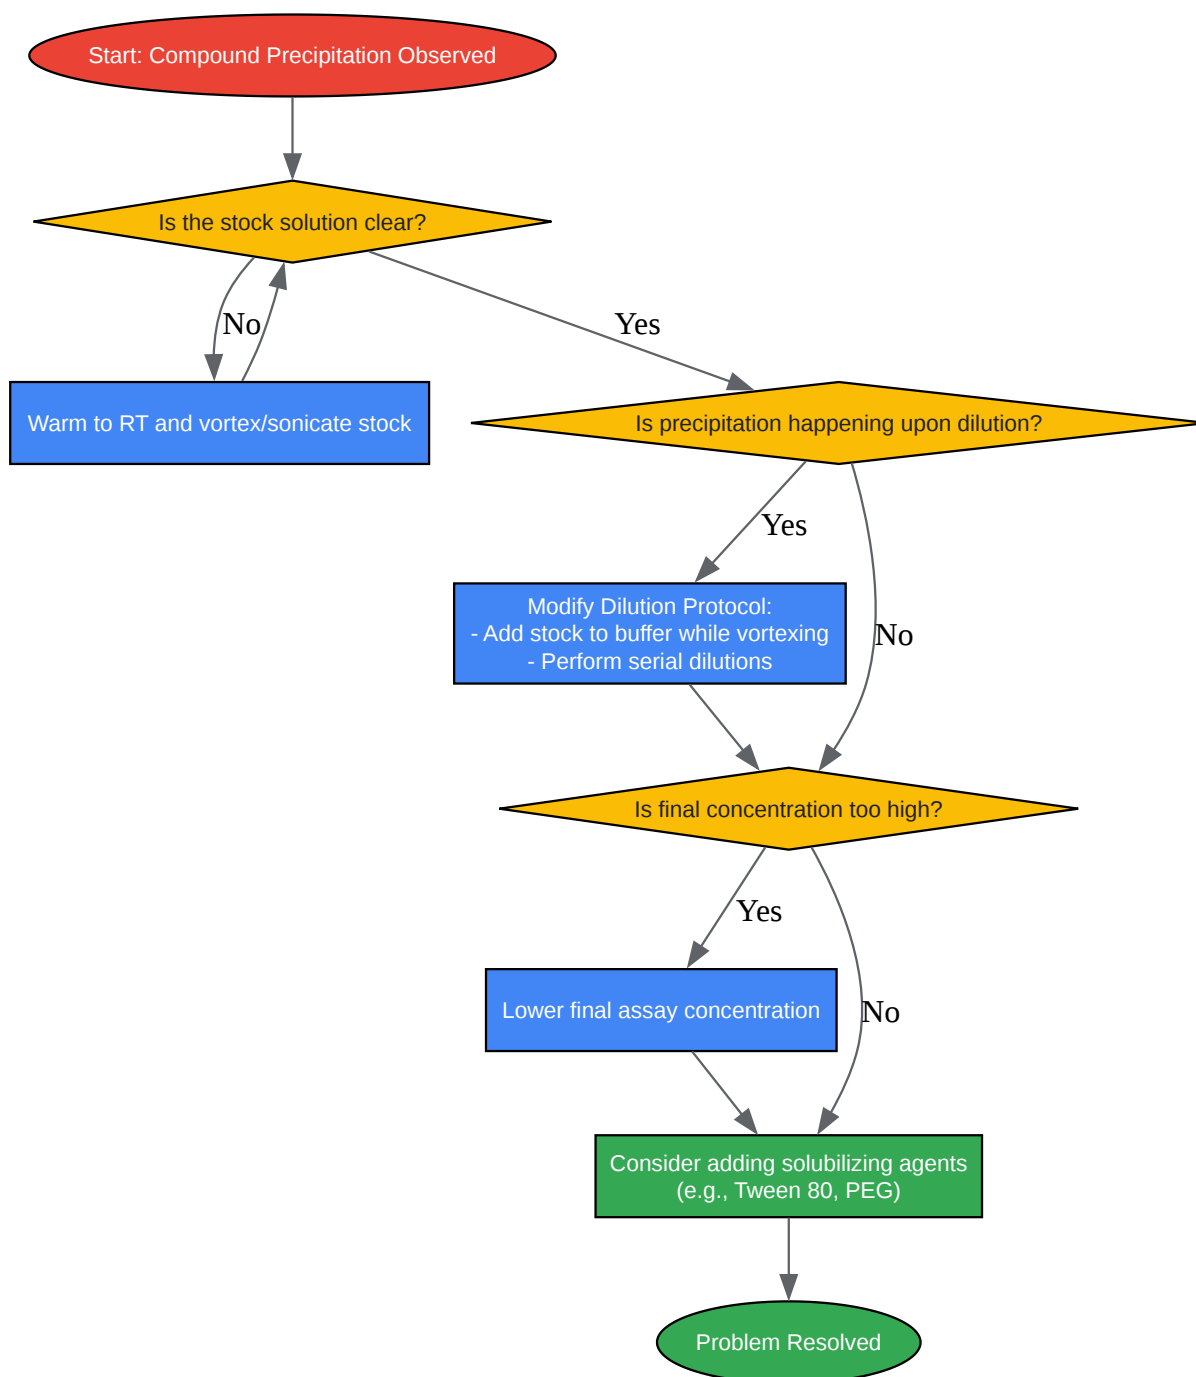 Start: Compound Precipitation Observed
Is the stock solution clear?
No
Yes
Warm to RT and vortex/sonicate stock
Is precipitation happening upon dilution?
Yes
Modify Dilution Protocol:
- Add stock to buffer while vortexing
- Perform serial dilutions
No
Is final concentration too high?
Yes
Lower final assay concentration
No
Consider adding solubilizing agents
(e.g., Tween 80, PEG)
Problem Resolved